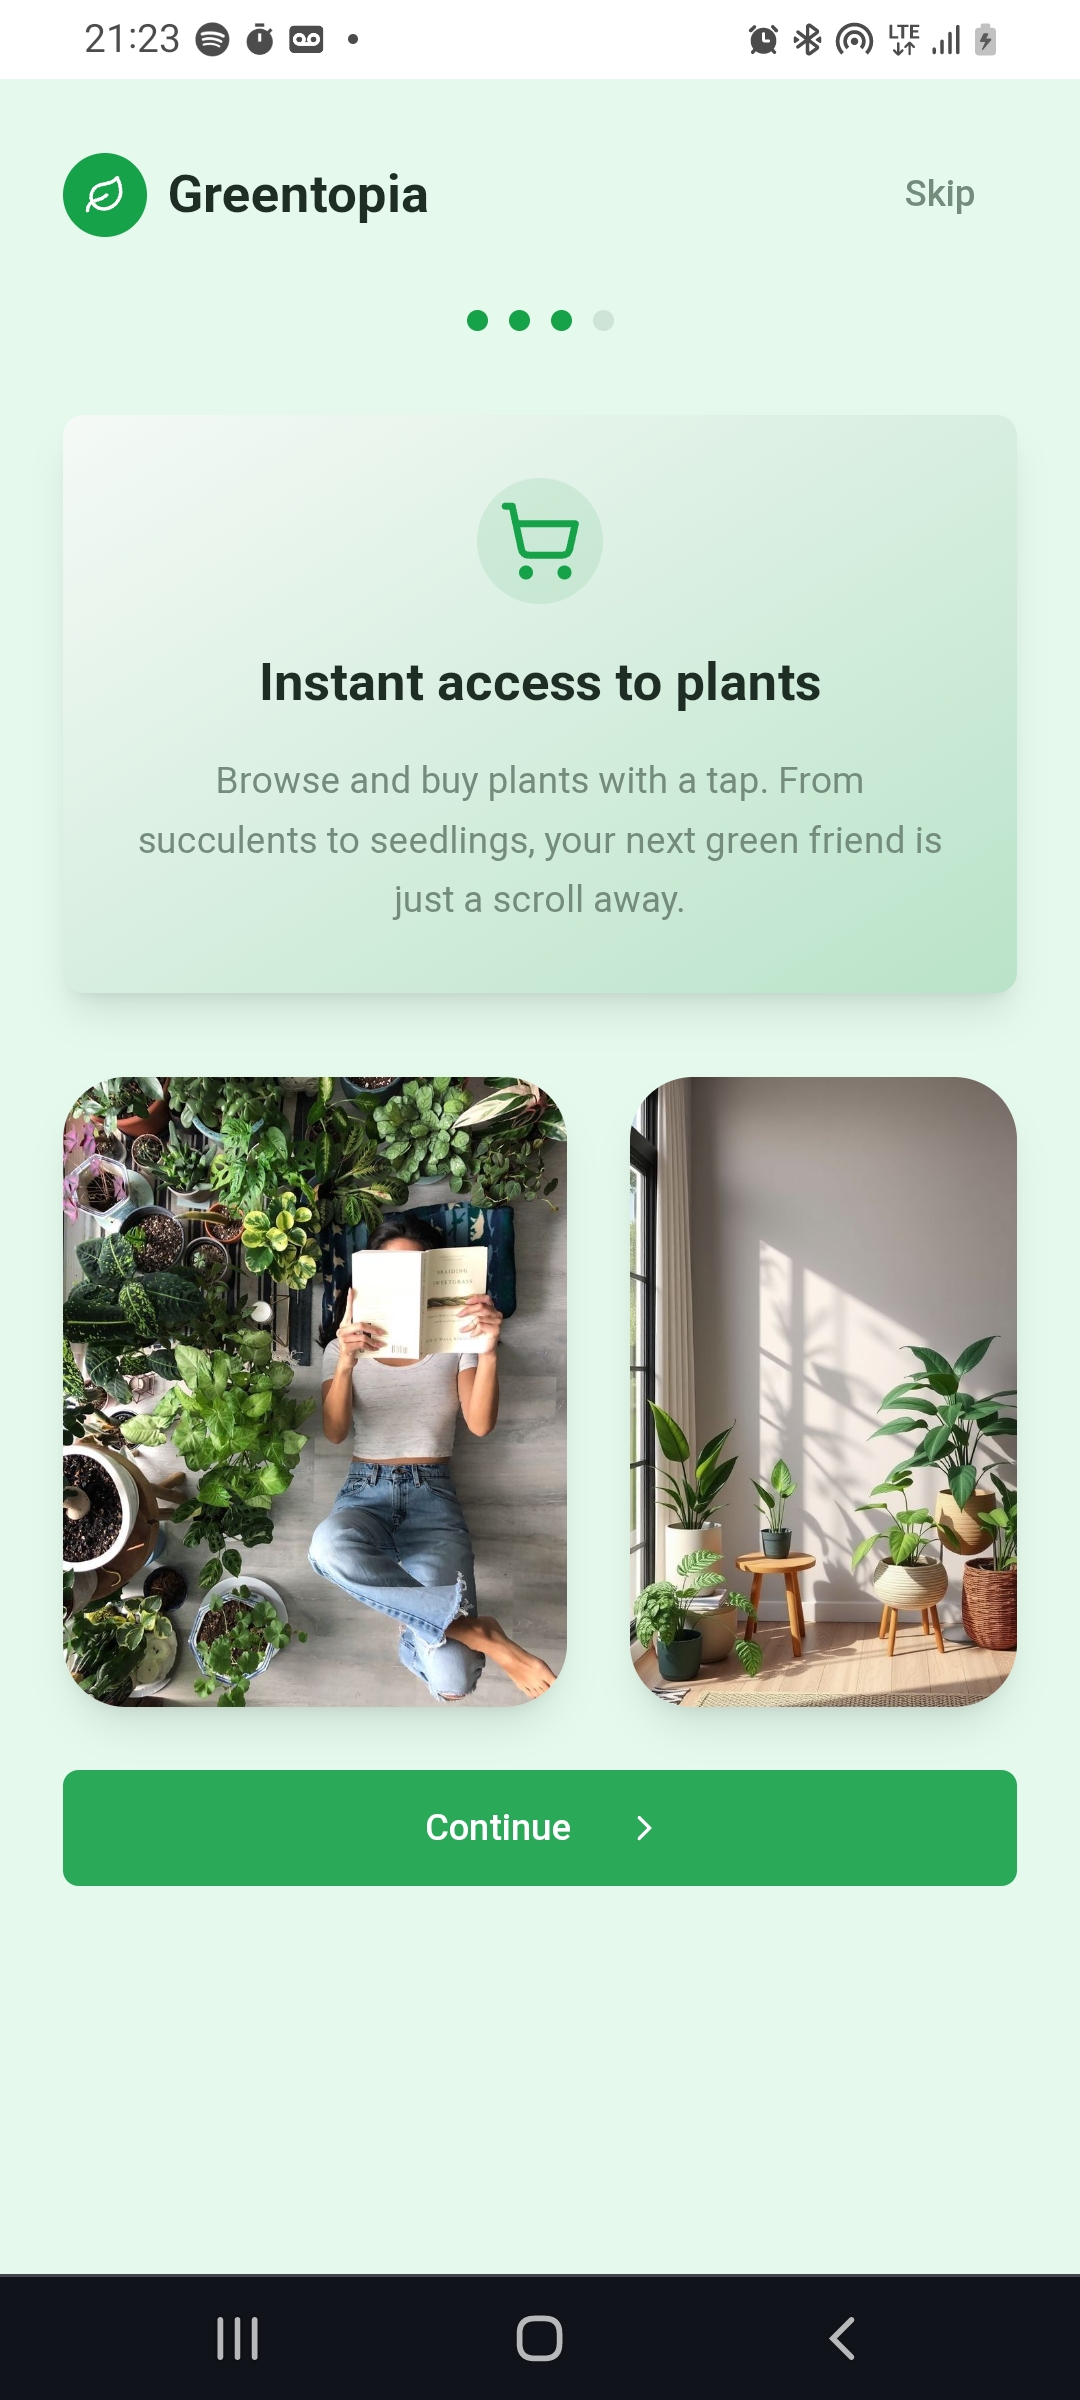 21:23
LTE
Greentopia
Skip
Instant access to plants
Browse and buy plants with a tap. From
succulents to seedlings, your next green friend is
just a scroll away.
BRAIDING
SWEETGRASS
Continue